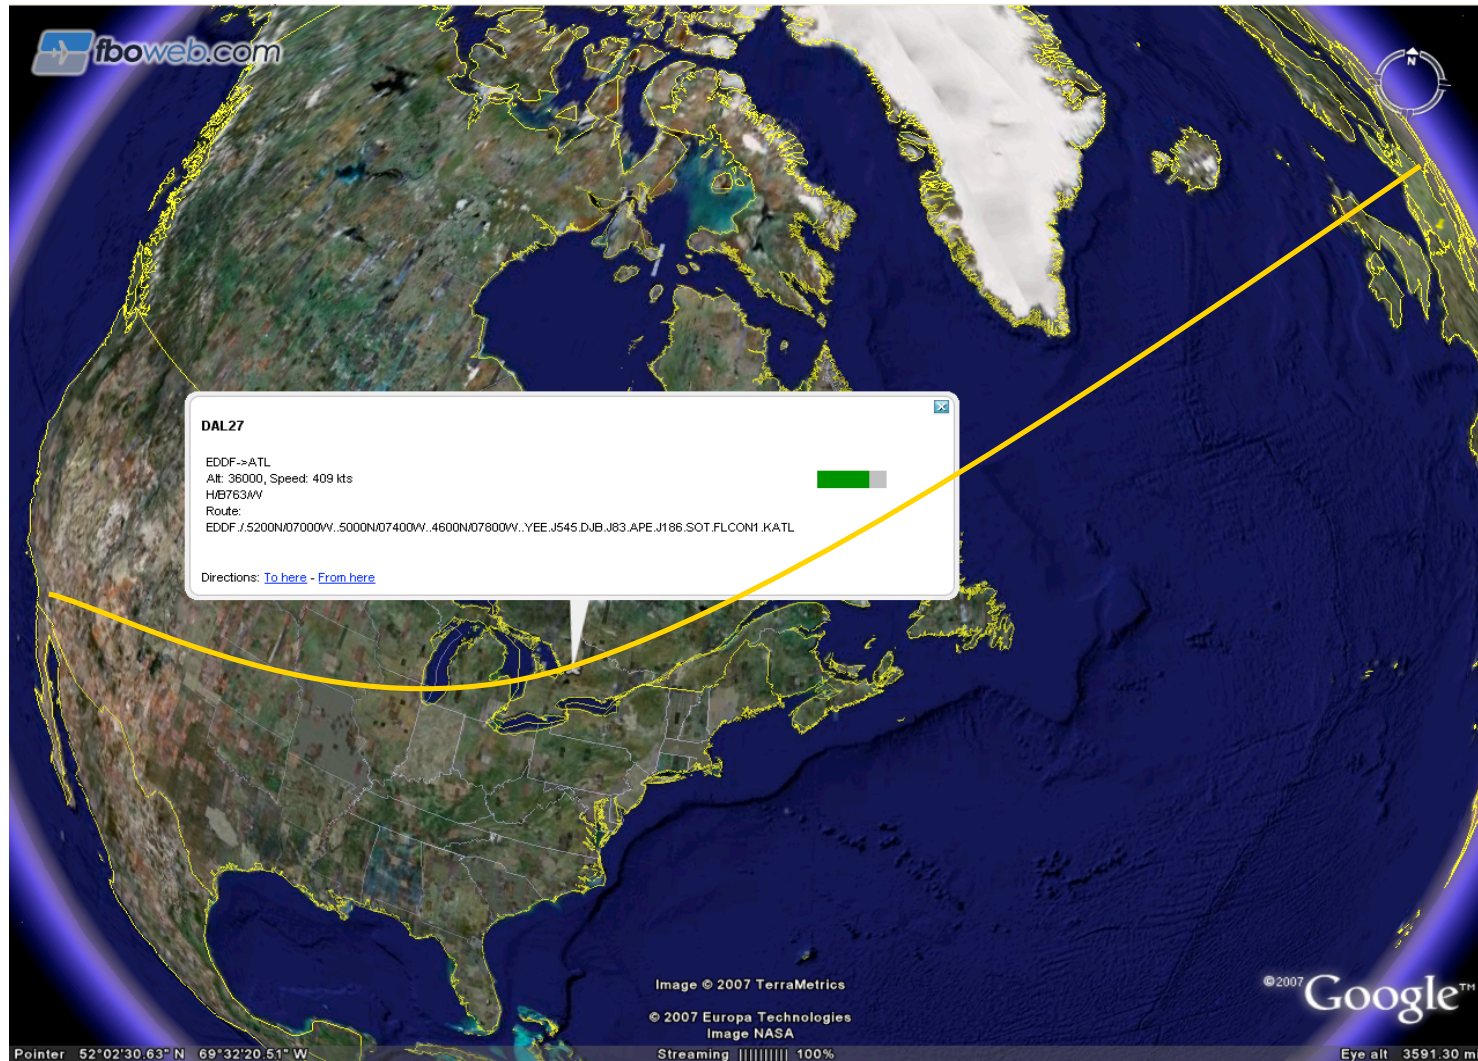 fboweb.com
N
DAL27
EDDF->ATL
Alt: 36000, Speed: 409 kts
H/B763/W
Route:
EDDF./.5200N/07000W..5000N/07400W..4600N/07800W..YEE.J545.DJB.J83.APE.J186.SOT.FLCON1.KATL
Directions: To here - From here
Image © 2007 TerraMetrics
© 2007 Europa Technologies
Image NASA
©2007 Google™
Pointer 52°02'30.63" N 69°32'20.51" W
Streaming |||||||||| 100%
Eye alt 3591.30 m